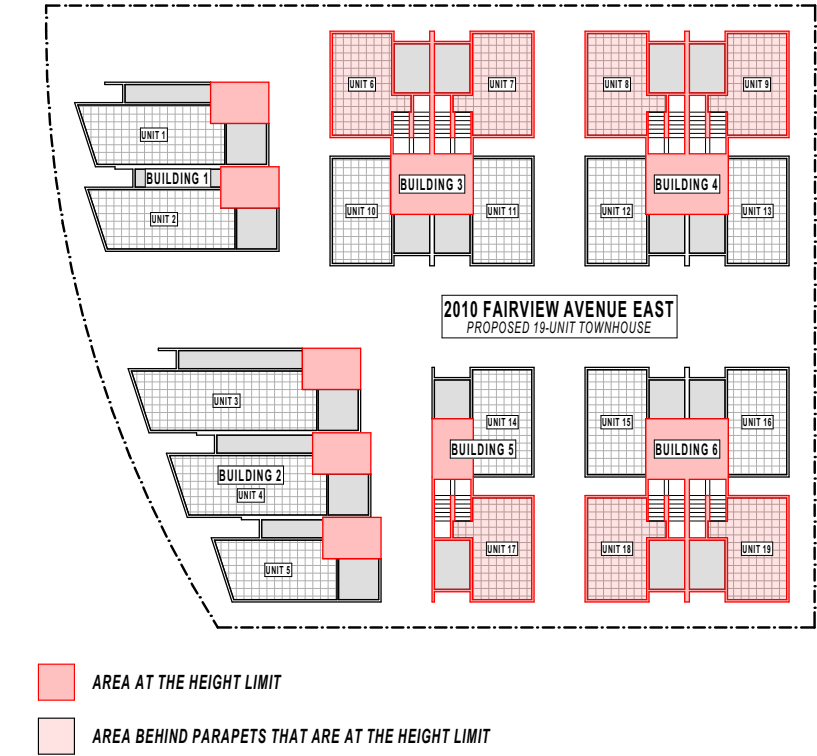 UNIT 6
UNIT 7
UNIT 8
UNIT 9
UNIT 1
BUILDING 1
BUILDING 3
BUILDING 4
UNIT 2
UNIT 10
UNIT 11
UNIT 12
UNIT 13
2010 FAIRVIEW AVENUE EAST
PROPOSED 19-UNIT TOWNHOUSE
UNIT 3
UNIT 14
UNIT 15
UNIT 16
BUILDING 5
BUILDING 6
BUILDING 2
UNIT 4
UNIT 17
UNIT 18
UNIT 19
UNIT 5
AREA AT THE HEIGHT LIMIT
AREA BEHIND PARAPETS THAT ARE AT THE HEIGHT LIMIT